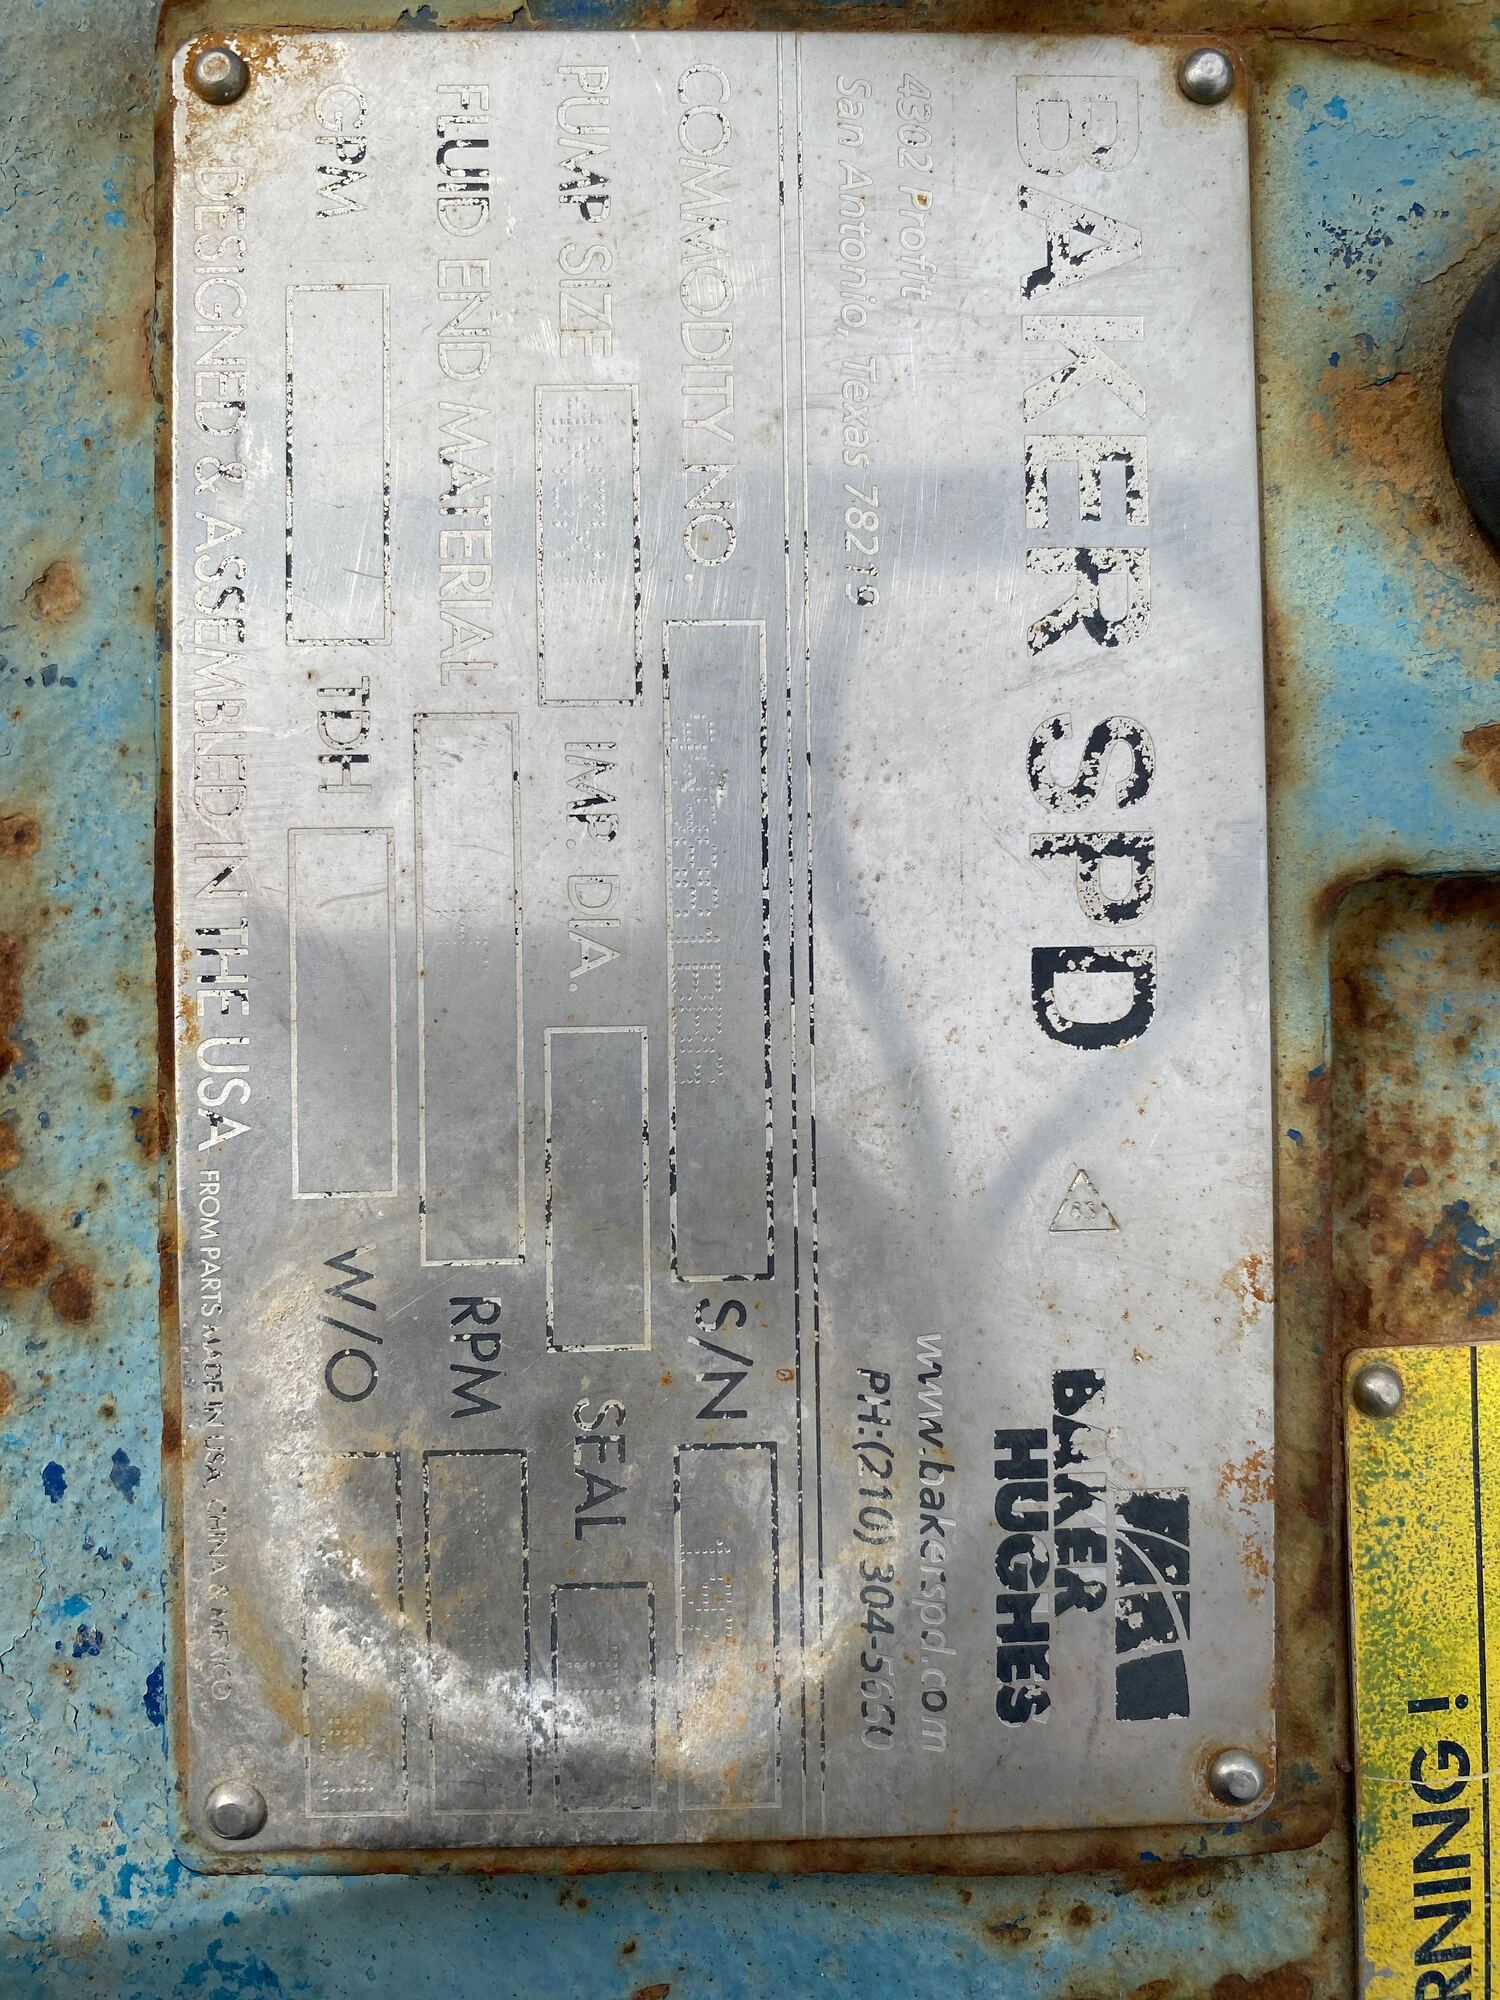 BAKER SPD
BAKER
HUGHES
4302 Profit
San Antonio, Texas 78219
www.bakerspd.com
PH:(210) 304-5650
COMMODITY NO.
S/N
PUMP SIZE
IMP. DIA.
SEAL
FLUID END MATERIAL
RPM
GPM
TDH
W/O
DESIGNED & ASSEMBLED IN THE USA FROM PARTS MADE IN USA, CHINA & MEXICO
RNING !